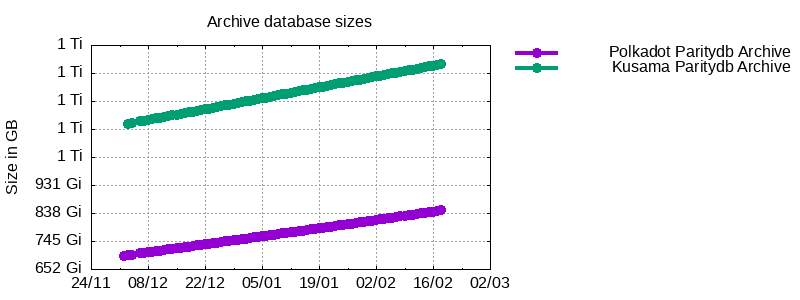 Archive database sizes
1 Ti
1 Ti
1 Ti
1 Ti
1 Ti
931 Gi
838 Gi
745 Gi
652 Gi
Size in GB
24/11 08/12 22/12 05/01 19/01 02/02 16/02 02/03
Polkadot Paritydb Archive
Kusama Paritydb Archive